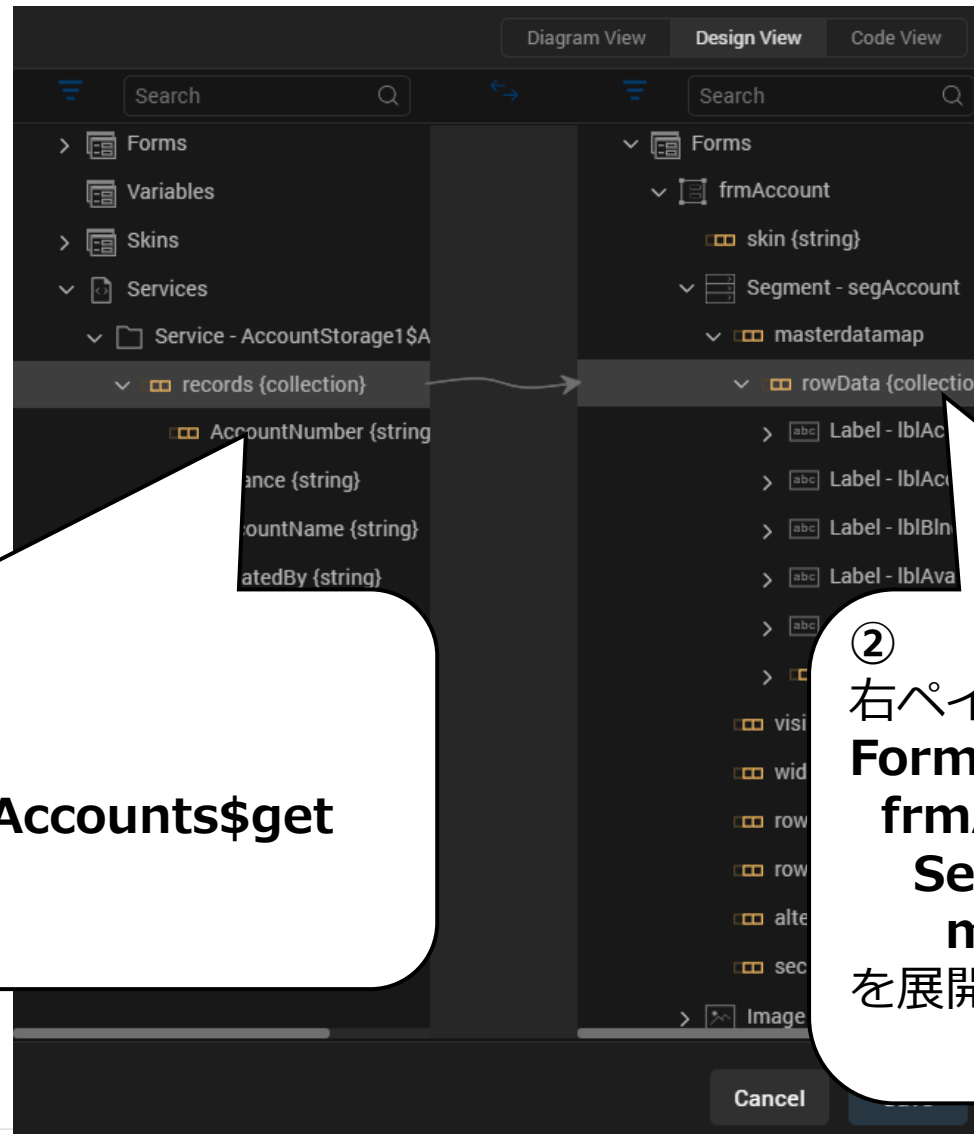 Diagram View
Design View
Code View
Search
Search
Forms
Variables
Skins
Services
Service - AccountStorage1$A
records {collection}
AccountNumber {string
ance {string}
countName {string}
atedBy {string}
Accounts$get
Forms
frmAccount
skin {string}
Segment - segAccount
masterdatamap
rowData {collectio
Label - lblAc
Label - lblAcc
Label - lblBln
Label - lblAva
visi
wid
row
row
alte
sec
Image
②
右ペイ
Form
frm
Se
m
を展開
Cancel